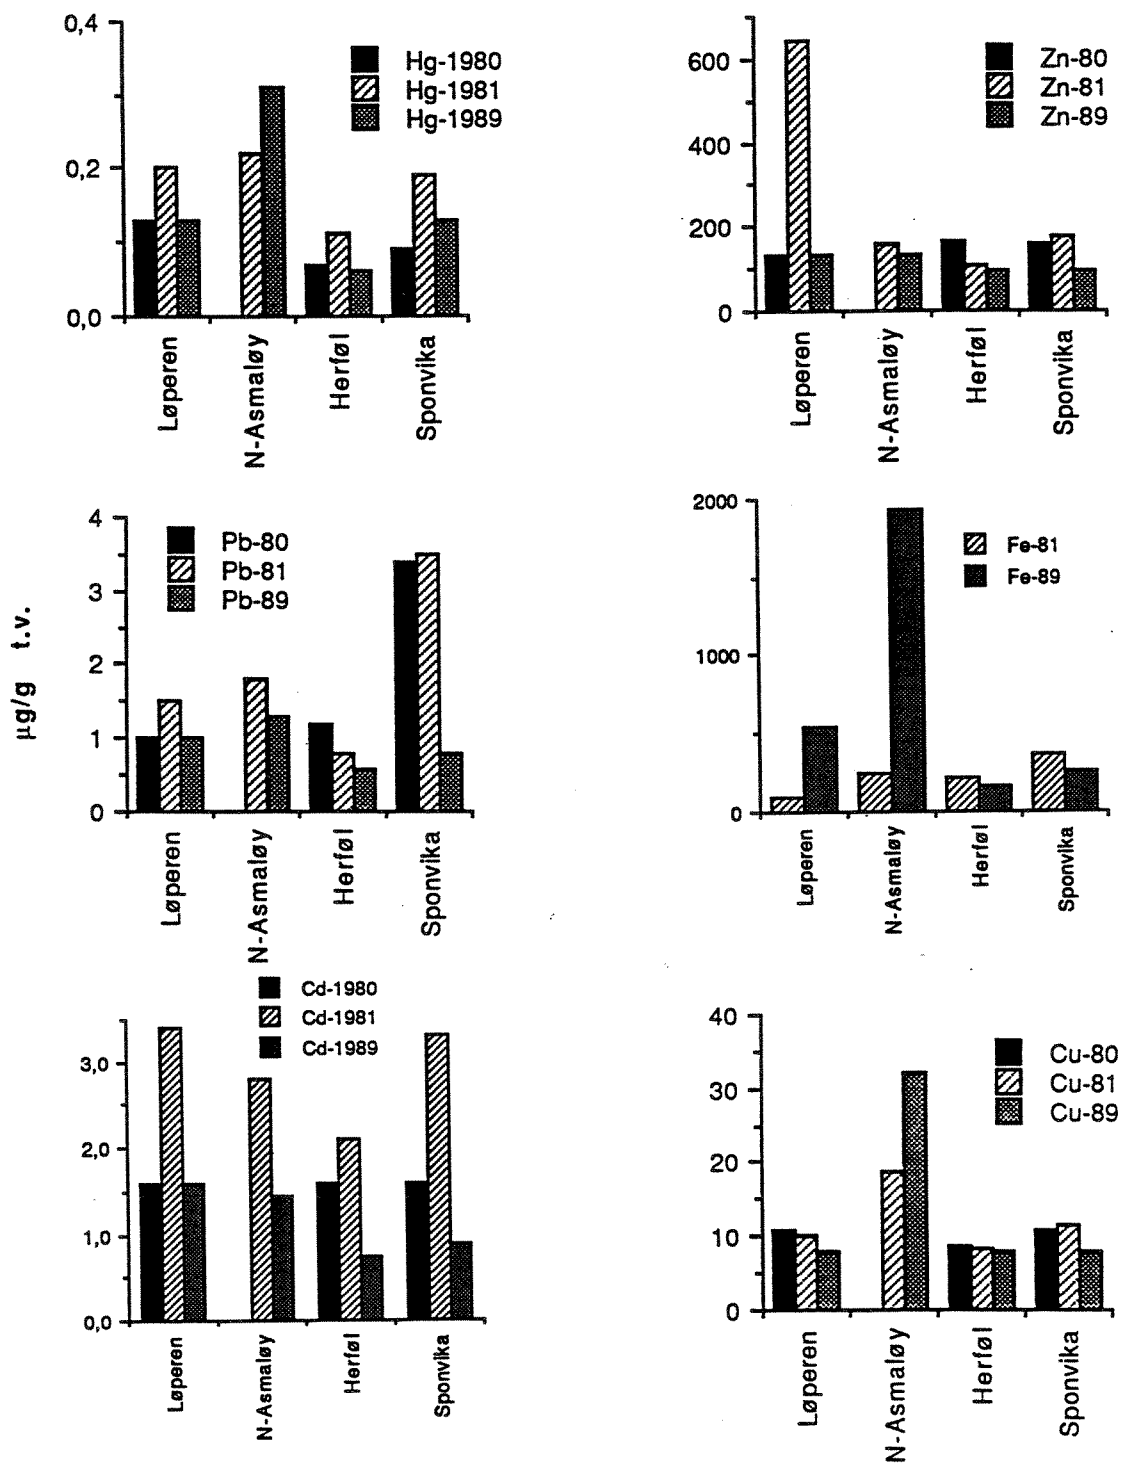 0,4
0,2
0,0
Hg-1980
Hg-1981
Hg-1989
Løperen
N-Asmaløy
Herføl
Sponvika
600
400
200
0
Zn-80
Zn-81
Zn-89
Løperen
N-Asmaløy
Herføl
Sponvika
µg/g t.v.
4
3
2
1
0
Pb-80
Pb-81
Pb-89
Løperen
N-Asmaløy
Herføl
Sponvika
2000
1000
0
Fe-81
Fe-89
Løperen
N-Asmaløy
Herføl
Sponvika
3,0
2,0
1,0
0,0
Cd-1980
Cd-1981
Cd-1989
Løperen
N-Asmaløy
Herføl
Sponvika
40
30
20
10
0
Cu-80
Cu-81
Cu-89
Løperen
N-Asmaløy
Herføl
Sponvika